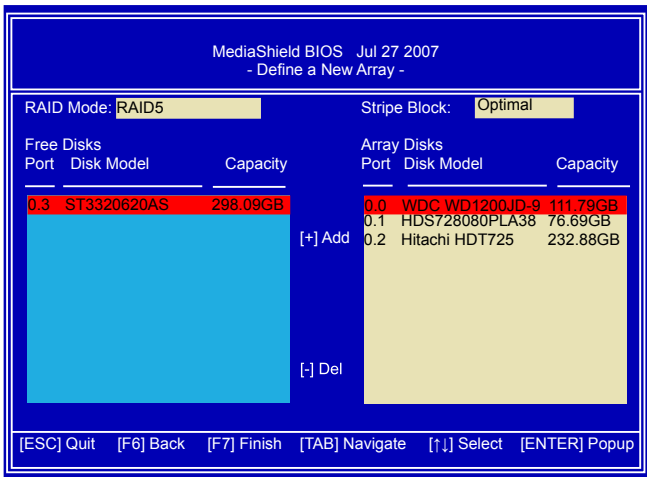 MediaShield BIOS Jul 27 2007
- Define a New Array -
RAID Mode: RAID5 Stripe Block: Optimal
Free Disks Array Disks
Port Disk Model Capacity Port Disk Model Capacity
0.3 ST3320620AS 298.09GB 0.0 WDC WD1200JD-9 111.79GB
0.1 HDS728080PLA38 76.69GB
[+] Add 0.2 Hitachi HDT725 232.88GB
[-] Del
[ESC] Quit [F6] Back [F7] Finish [TAB] Navigate [↑↓] Select [ENTER] Popup